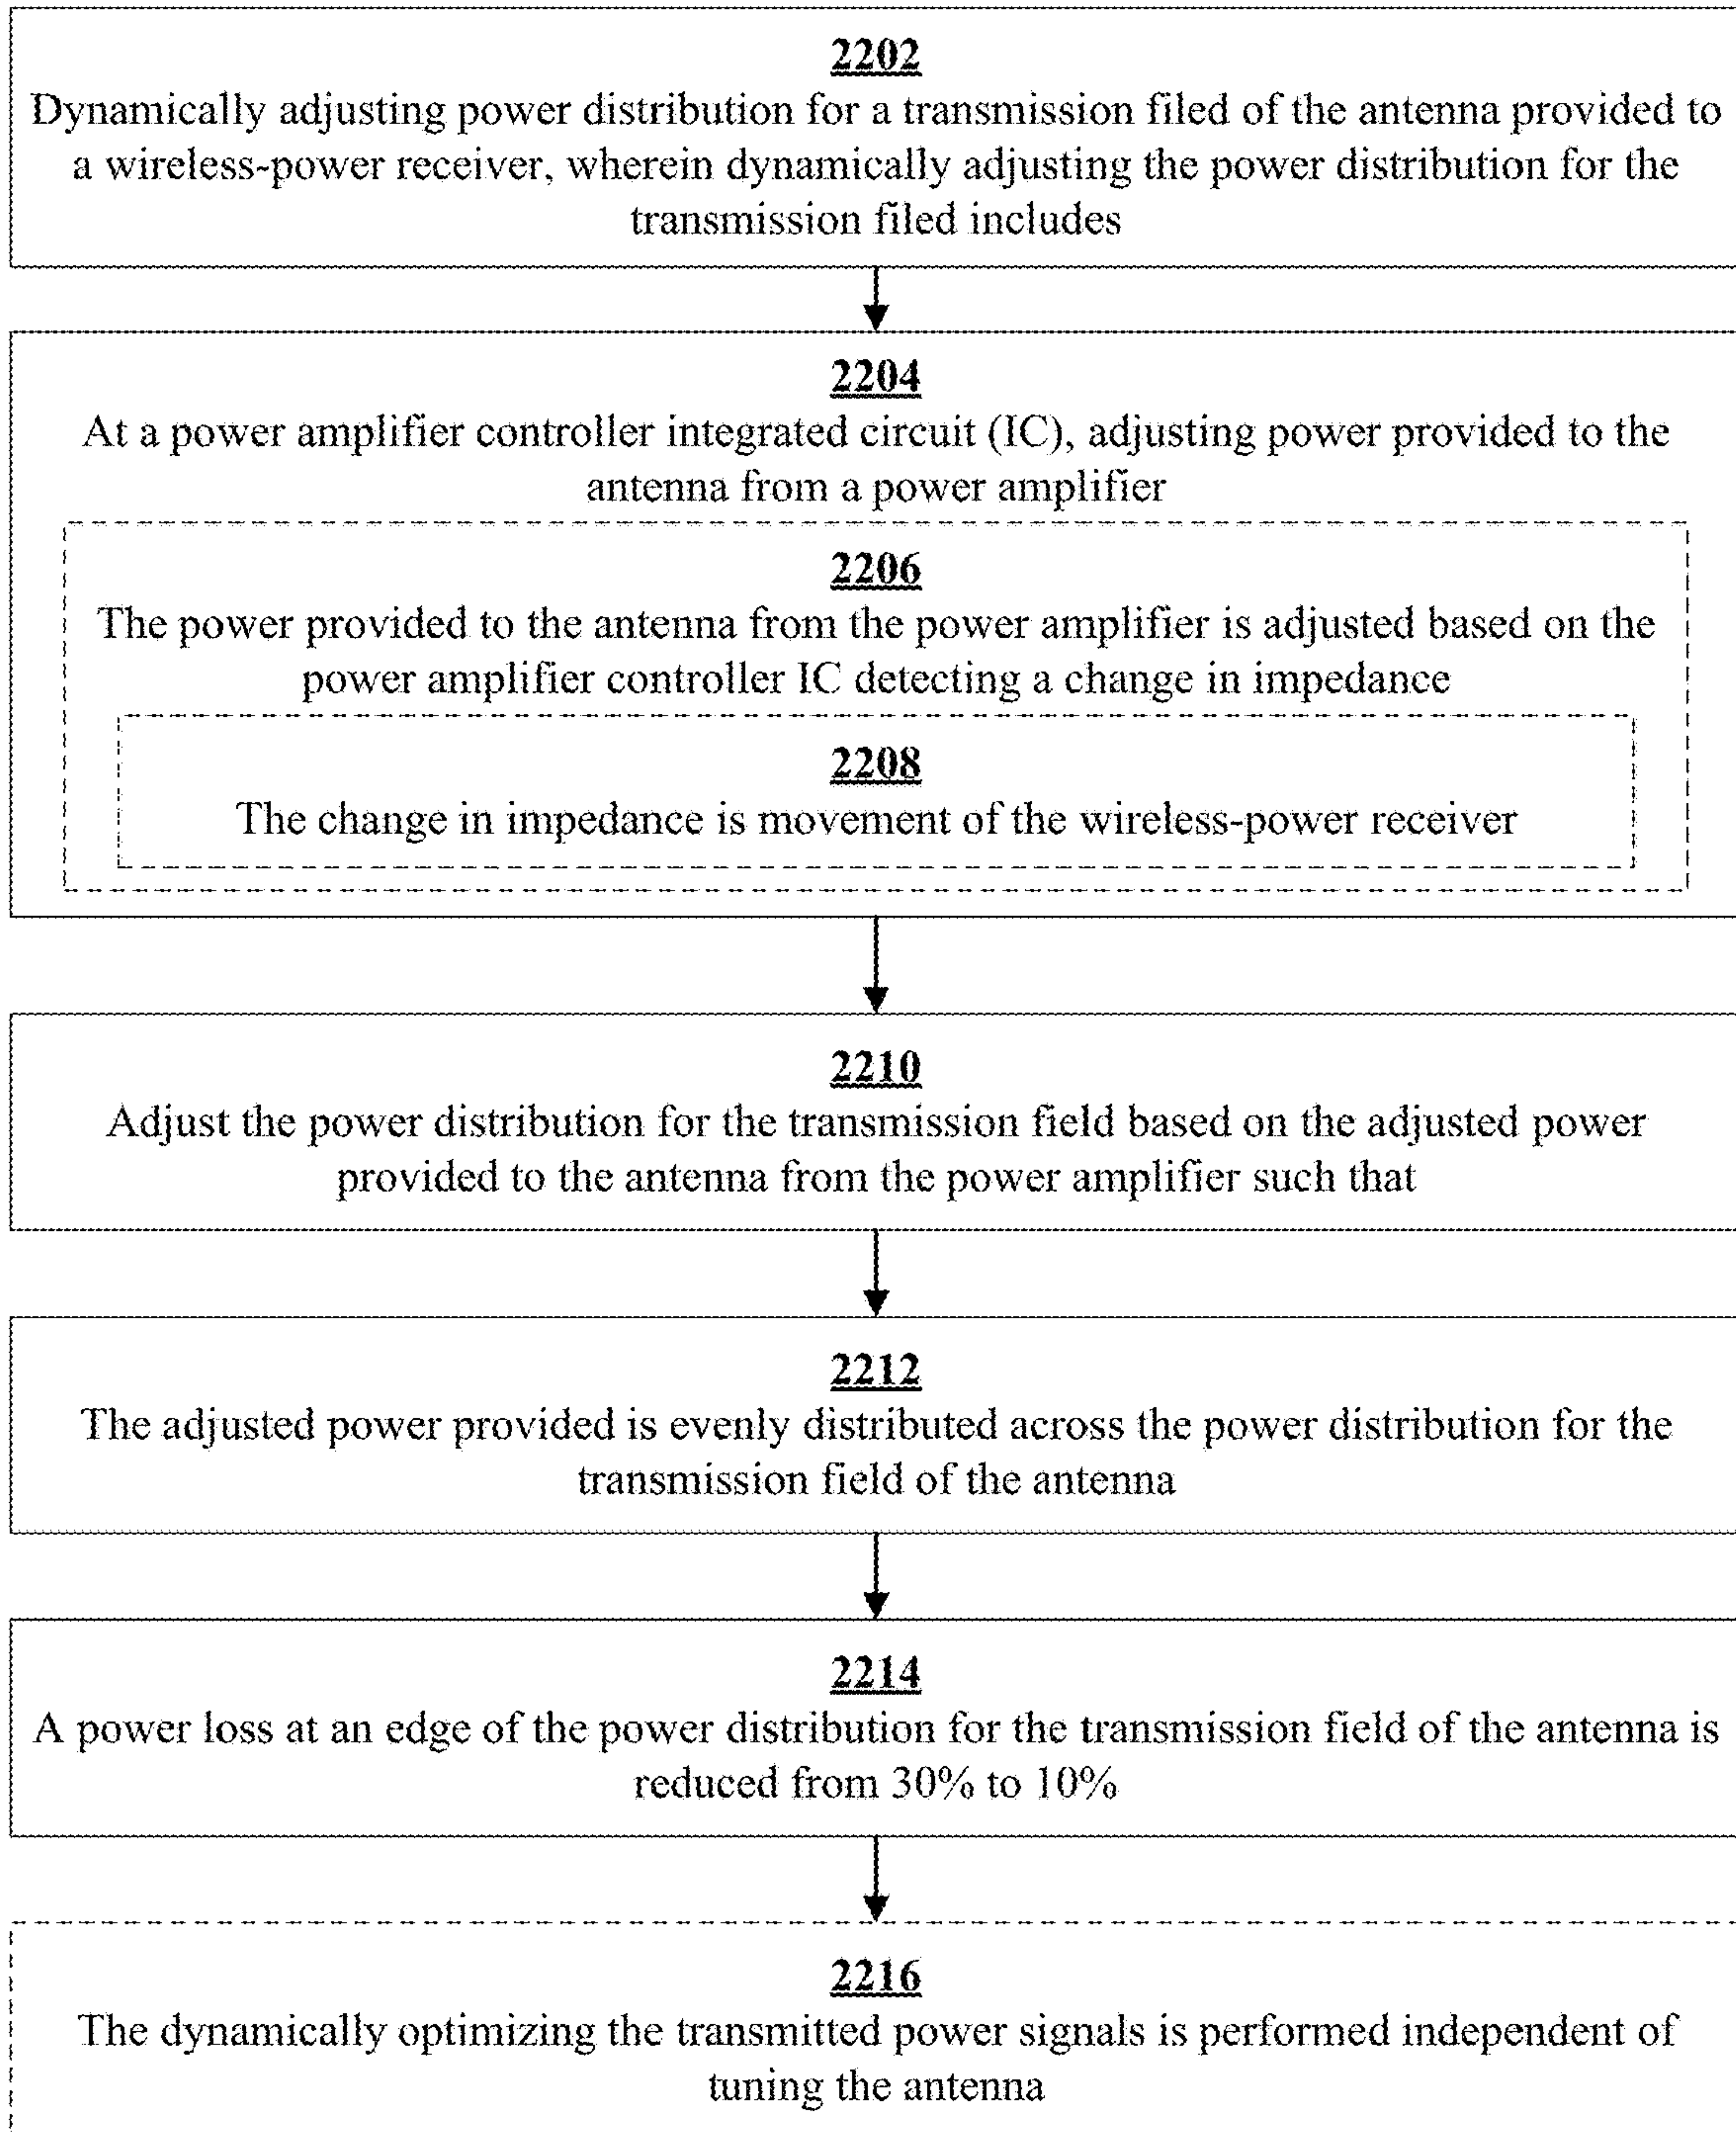 2202
Dynamically adjusting power distribution for a transmission filed of the antenna provided to
a wireless-power receiver, wherein dynamically adjusting the power distribution for the
transmission filed includes
2204
At a power amplifier controller integrated circuit (IC), adjusting power provided to the
antenna from a power amplifier
2206
The power provided to the antenna from the power amplifier is adjusted based on the
power amplifier controller IC detecting a change in impedance
2208
The change in impedance is movement of the wireless-power receiver
2210
Adjust the power distribution for the transmission field based on the adjusted power
provided to the antenna from the power amplifier such that
2212
The adjusted power provided is evenly distributed across the power distribution for the
transmission field of the antenna
2214
A power loss at an edge of the power distribution for the transmission field of the antenna is
reduced from 30% to 10%
2216
The dynamically optimizing the transmitted power signals is performed independent of
tuning the antenna